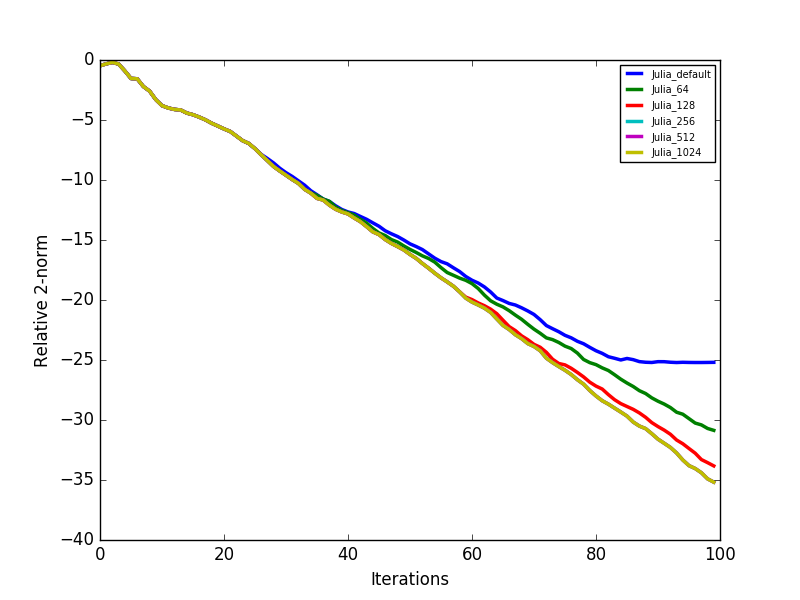 Julia_default
Julia_64
Julia_128
Julia_256
Julia_512
Julia_1024
0
−5
−10
−15
−20
−25
−30
−35
−40
Relative 2-norm
0 20 40 60 80 100
Iterations